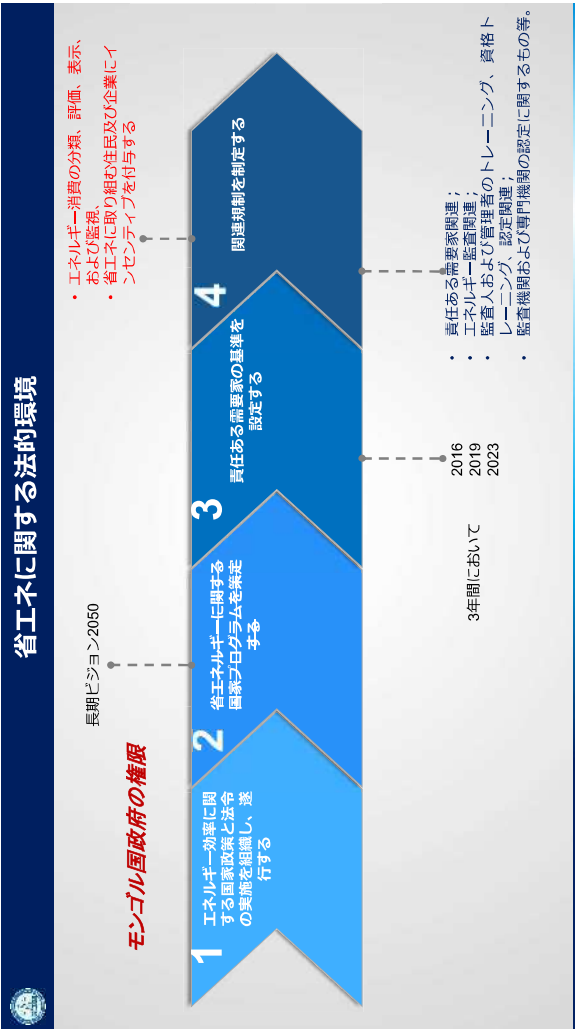 省エネに関する法的環境
モンゴル国政府の権限
長期ビジョン2050
• エネルギー消費の分類、評価、表示、
および監視、
• 省エネに取り組む住民及び企業にイ
ンセンティブを付与する
1
エネルギー効率に関
する国家政策と法令
の実施を組織し、遂
行する
2
省エネルギーに関する
国家プログラムを策定
する
3
責任ある需要家の基準を
設定する
4
関連規制を制定する
3年間において
2016
2019
2023
• 責任ある需要家関連；
• エネルギー監査関連；
• 監査人および管理者のトレーニング、資格ト
レーニング、認定関連；
• 監査機関および専門機関の認定に関するもの等。